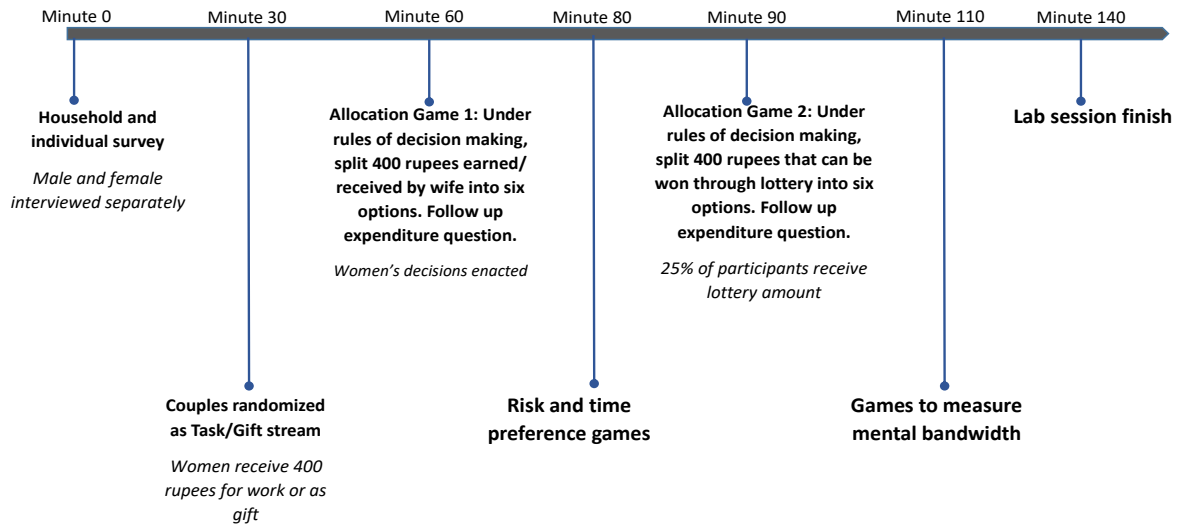 Minute 0
Minute 30
Minute 60
Minute 80
Minute 90
Minute 110
Minute 140
Household and
individual survey
Male and female
interviewed separately
Couples randomized
as Task/Gift stream
Women receive 400
rupees for work or as
gift
Allocation Game 1: Under
rules of decision making,
split 400 rupees earned/
received by wife into six
options. Follow up
expenditure question.
Women's decisions enacted
Risk and time
preference games
Allocation Game 2: Under
rules of decision making,
split 400 rupees that can be
won through lottery into six
options. Follow up
expenditure question.
25% of participants receive
lottery amount
Games to measure
mental bandwidth
Lab session finish